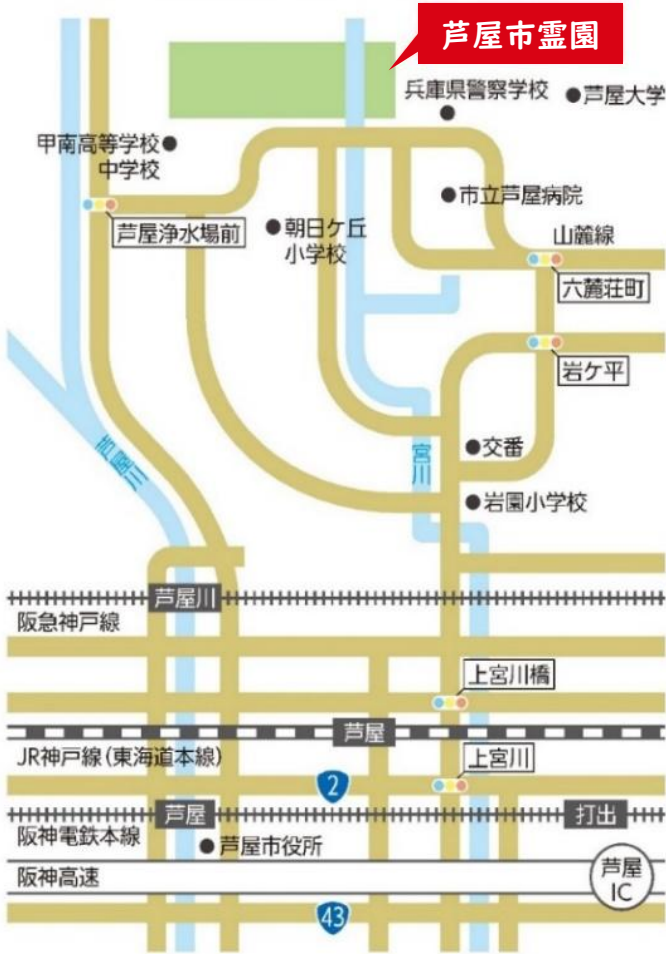 芦屋市霊園
兵庫県警察学校
芦屋大学
甲南高等学校
中学校
市立芦屋病院
芦屋浄水場前
朝日ケ丘
小学校
山麓線
六麓荘町
岩ケ平
芦屋川
宮川
交番
岩園小学校
芦屋川
阪急神戸線
上宮川橋
芦屋
JR神戸線(東海道本線)
上宮川
2
芦屋
打出
阪神電鉄本線
芦屋市役所
阪神高速
芦屋
IC
43